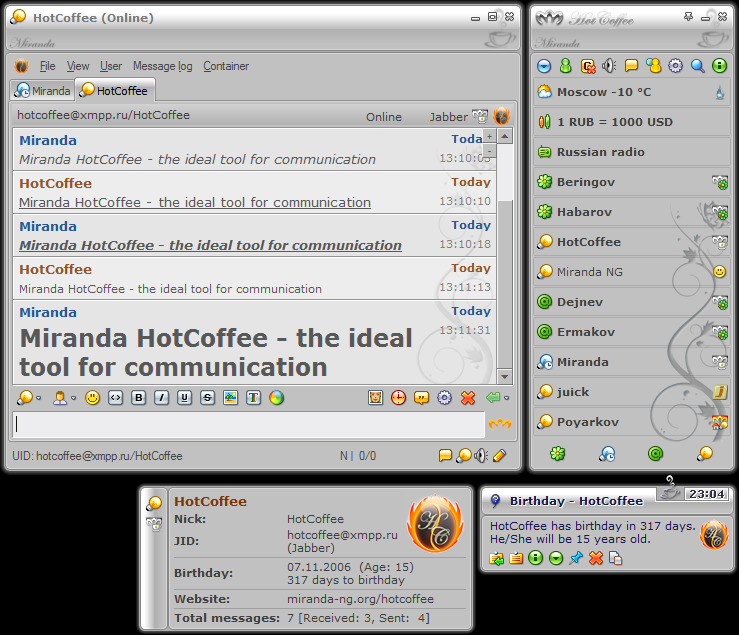 HotCoffee (Online)
Miranda
File View User Message log Container
Miranda HotCoffee
hotcoffee@xmpp.ru/HotCoffee Online Jabber
Miranda Today
Miranda HotCoffee - the ideal tool for communication
HotCoffee Today
Miranda HotCoffee - the ideal tool for communication 13:10:10
Miranda Today
Miranda HotCoffee - the ideal tool for communication 13:10:18
HotCoffee Today
Miranda HotCoffee - the ideal tool for communication 13:11:13
Miranda Today
Miranda HotCoffee - the ideal 13:11:31
tool for communication
UID: hotcoffee@xmpp.ru/HotCoffee N | 0/0
Hot Coffee
Miranda
Moscow -10 °C
1 RUB = 1000 USD
Russian radio
Beringov
Habarov
HotCoffee
Miranda NG
Dejnev
Ermakov
Miranda
juick
Poyarkov
HotCoffee
Nick: HotCoffee
JID: hotcoffee@xmpp.ru
(Jabber)
Birthday: 07.11.2006 (Age: 15)
317 days to birthday
Website: miranda-ng.org/hotcoffee
Total messages: 7 [Received: 3, Sent: 4]
Birthday - HotCoffee 23:04
HotCoffee has birthday in 317 days.
He/She will be 15 years old.